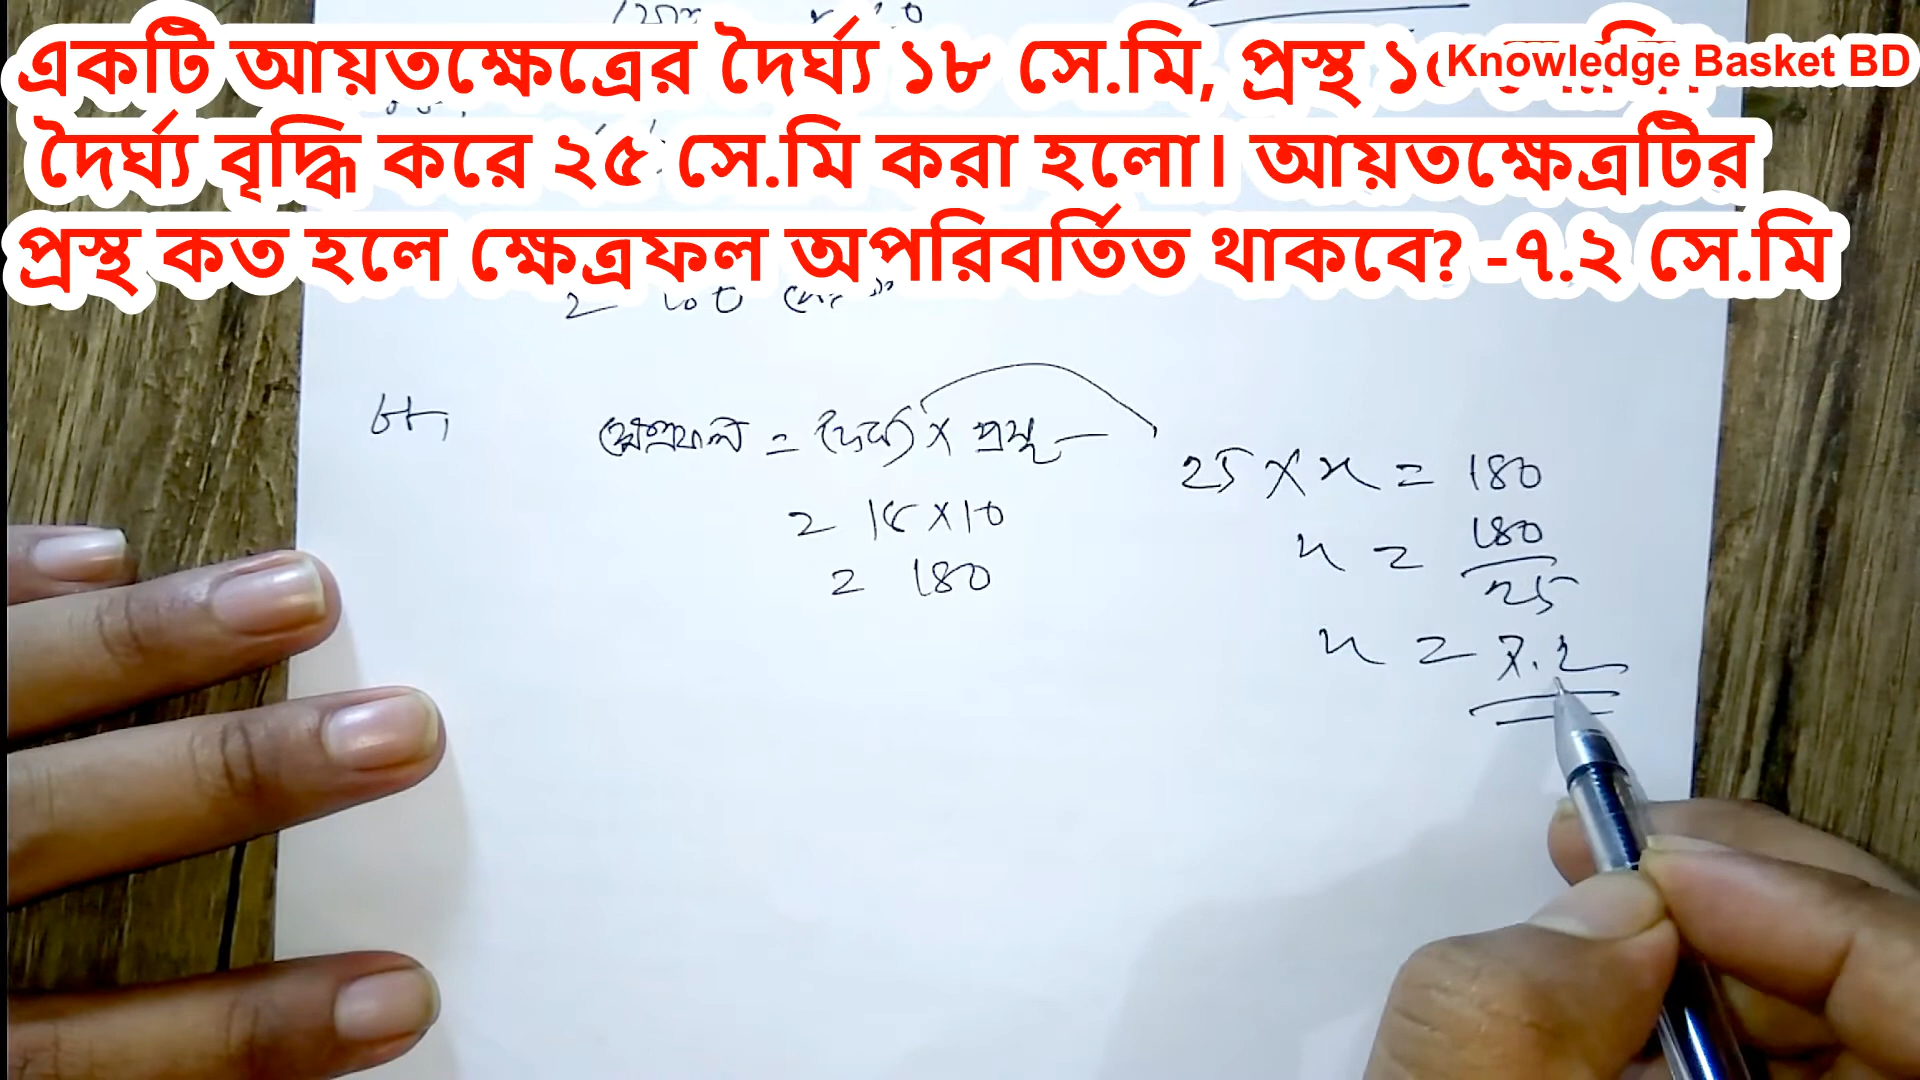 একটি আয়তক্ষেত্রের দৈর্ঘ্য ১৮ সে.মি, প্রস্থ
Knowledge Basket BD
দৈর্ঘ্য বৃদ্ধি করে ২৫ সে.মি করা হলো। আয়তক্ষেত্রটির
প্রস্থ কত হলে ক্ষেত্রফল অপরিবর্তিত থাকবে? -৭.২ সে.মি
ক্ষেত্রফল = দৈর্ঘ্য × প্রস্থ
= 18 × 10
= 180
25 × x = 180
x = 180
25
x = 7.2